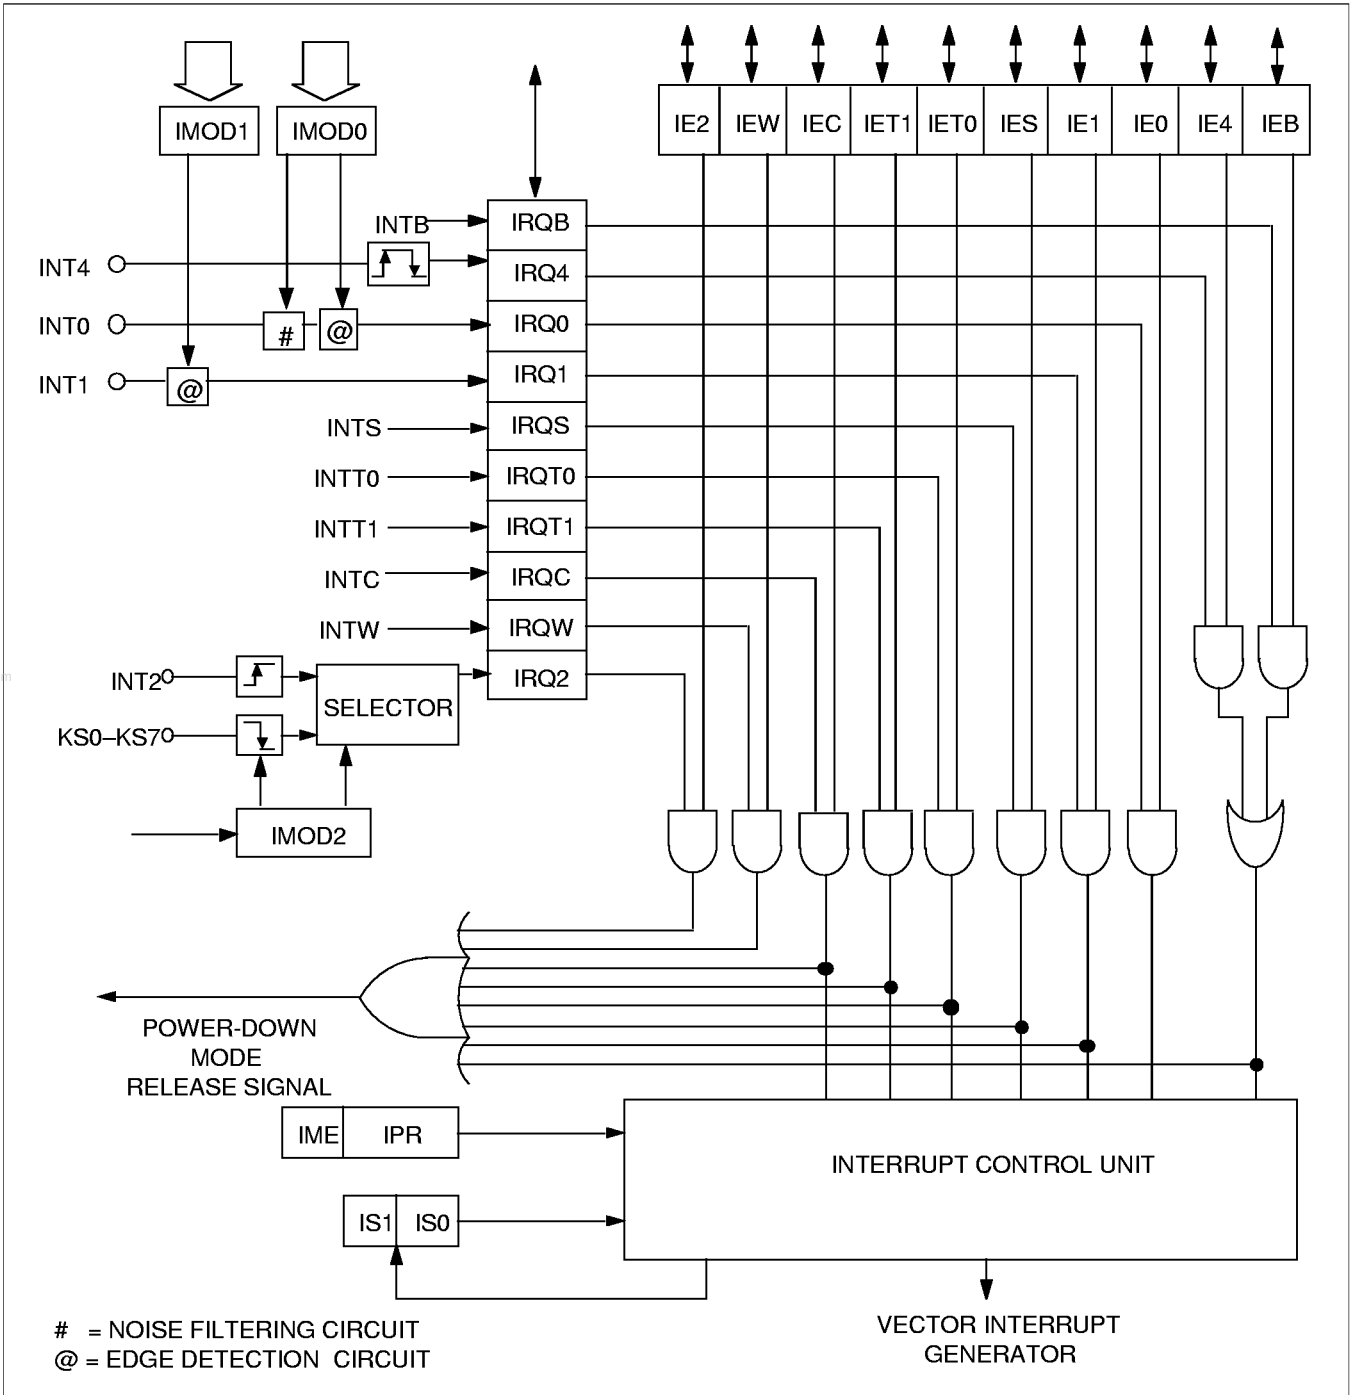 IMOD1 IMOD0
IE2 IEW IEC IET1 IET0 IES IE1 IE0 IE4 IEB
INTB IRQB
INT4 IRQ4
INT0 # @ IRQ0
INT1 @ IRQ1
INTS IRQS
INTT0 IRQT0
INTT1 IRQT1
INTC IRQC
INTW IRQW
INT2 IRQ2
SELECTOR
KS0–KS7
IMOD2
POWER-DOWN
MODE
RELEASE SIGNAL
IME IPR
INTERRUPT CONTROL UNIT
IS1 IS0
VECTOR INTERRUPT
GENERATOR
# = NOISE FILTERING CIRCUIT
@ = EDGE DETECTION CIRCUIT